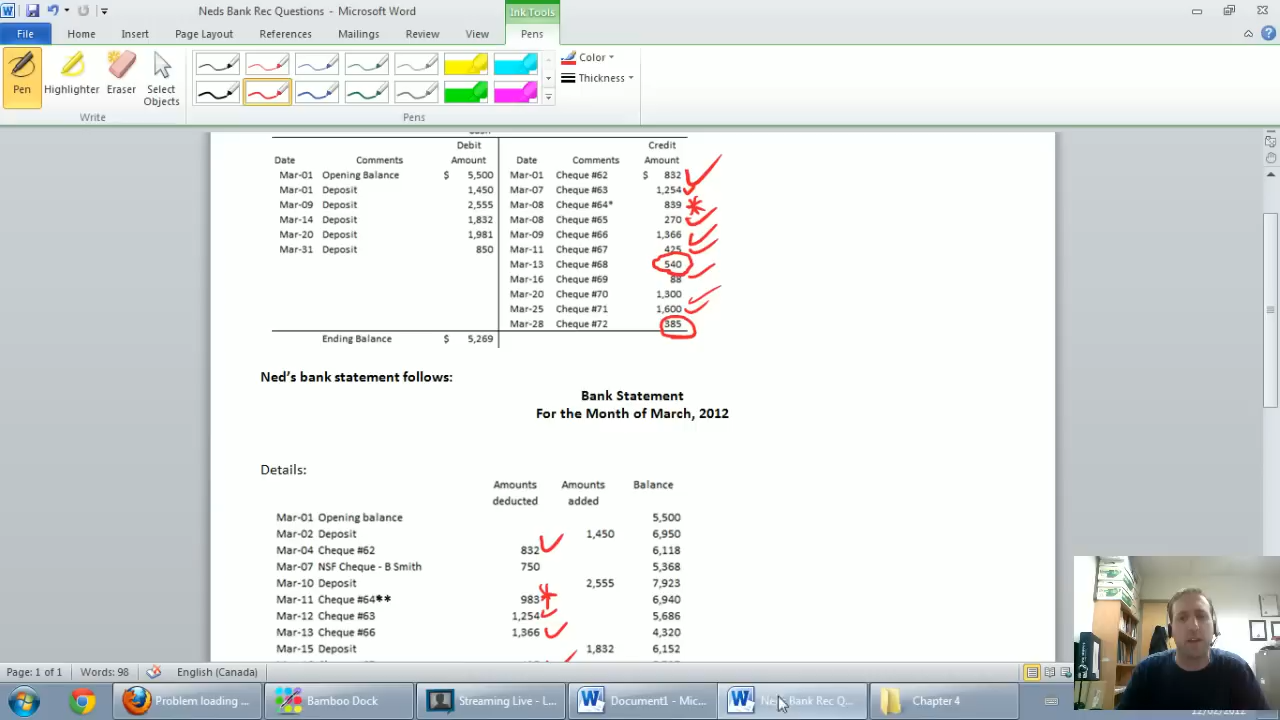 Neds Bank Rec Questions - Microsoft Word
Ink Tools
File Home Insert Page Layout References Mailings Review View Pens
Pen Highlighter Eraser Select Objects
Color
Thickness
Write Pens
Cash
Debit Credit
Date Comments Amount Date Comments Amount
Mar-01 Opening Balance $ 5,500 Mar-01 Cheque #62 $ 832
Mar-01 Deposit 1,450 Mar-07 Cheque #63 1,254
Mar-09 Deposit 2,555 Mar-08 Cheque #64* 839
Mar-14 Deposit 1,832 Mar-08 Cheque #65 270
Mar-20 Deposit 1,981 Mar-09 Cheque #66 1,366
Mar-31 Deposit 850 Mar-11 Cheque #67 425
Mar-13 Cheque #68 540
Mar-16 Cheque #69 88
Mar-20 Cheque #70 1,300
Mar-25 Cheque #71 1,600
Mar-28 Cheque #72 385
Ending Balance $ 5,269
Ned's bank statement follows:
Bank Statement
For the Month of March, 2012
Details:
Amounts Amounts Balance
deducted added
Mar-01 Opening balance 5,500
Mar-02 Deposit 1,450 6,950
Mar-04 Cheque #62 832 6,118
Mar-07 NSF Cheque - B Smith 750 5,368
Mar-10 Deposit 2,555 7,923
Mar-11 Cheque #64** 983 6,940
Mar-12 Cheque #63 1,254 5,686
Mar-13 Cheque #66 1,366 4,320
Mar-15 Deposit 1,832 6,152
Page: 1 of 1 Words: 98 English (Canada)
Problem loading ... Bamboo Dock Streaming Live - L... Document1 - Micr... Neds Bank Rec Q... Chapter 4